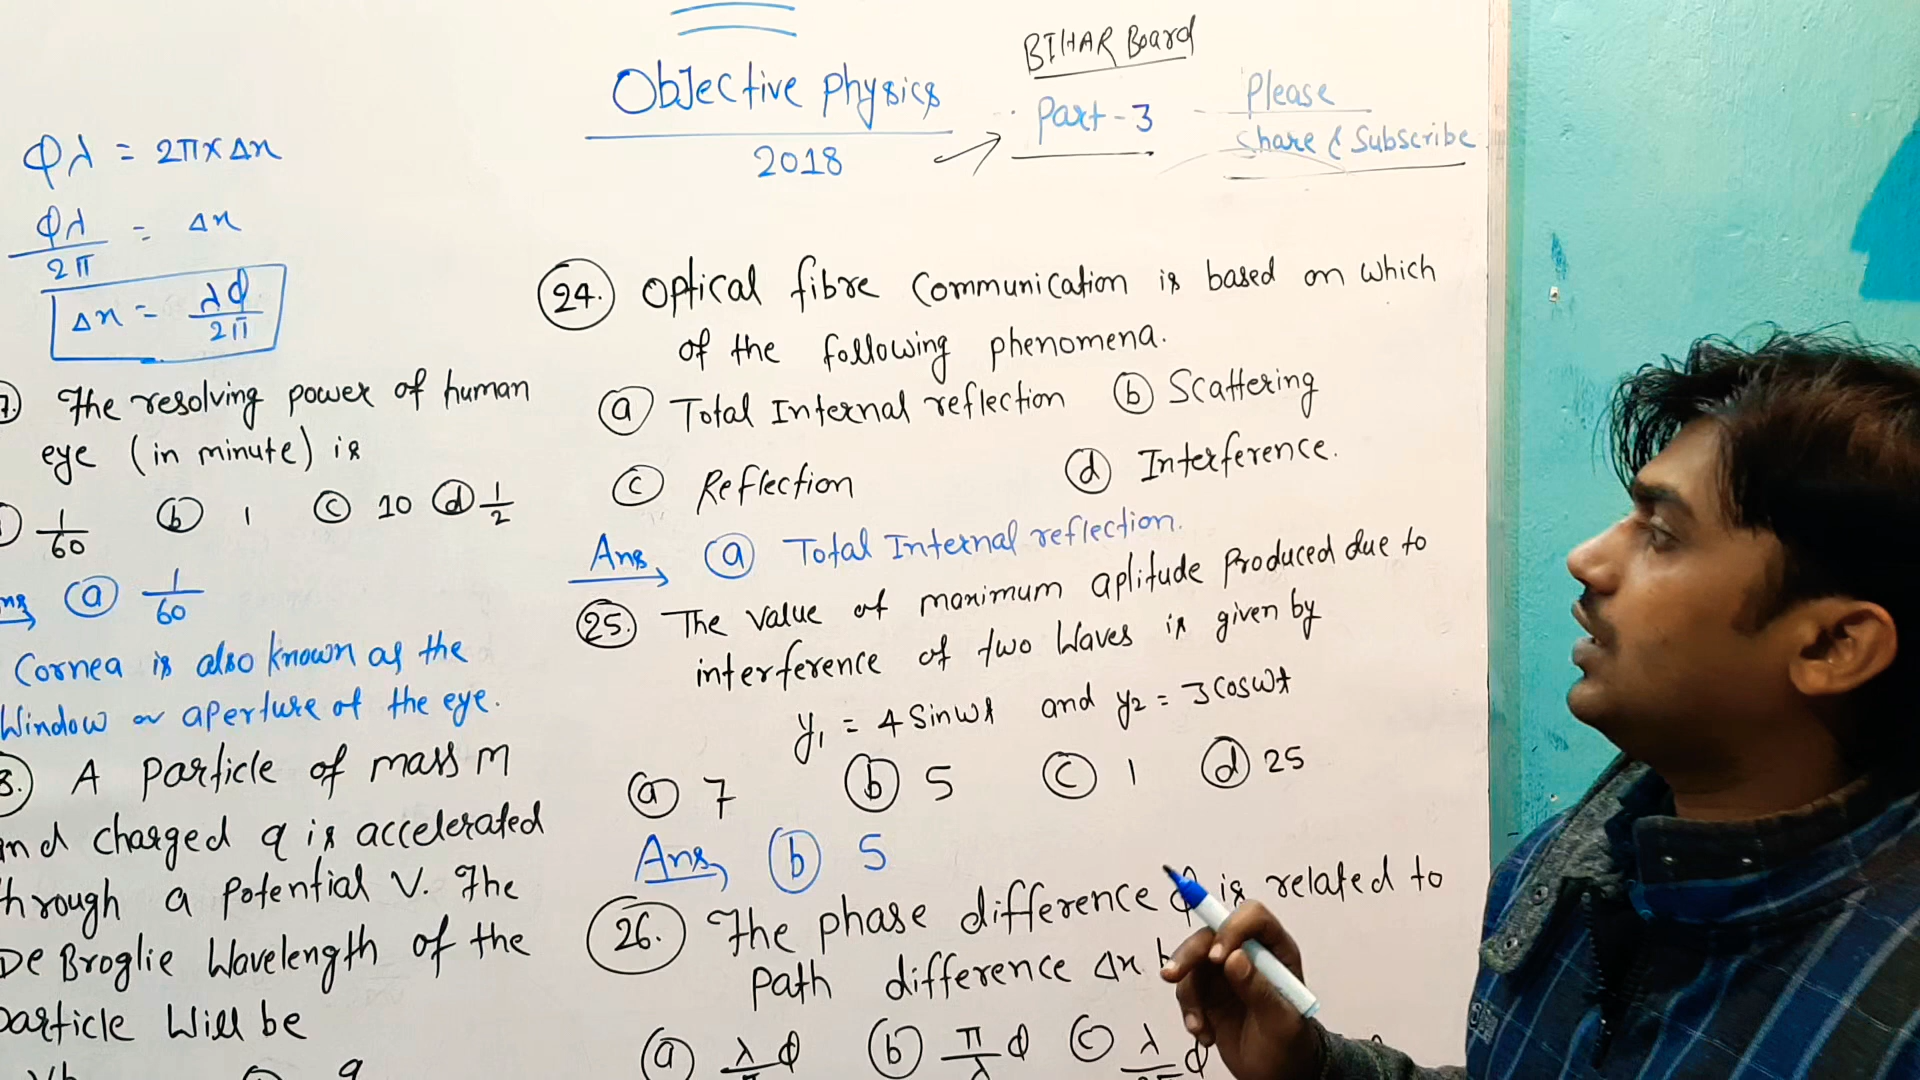 BIHAR Board
Objective Physics
2018
Part-3
Please
Share & Subscribe
Φλ = 2π × Δx
Φλ/2π = Δx
Δx = λΦ/2π
7. The resolving power of human
eye (in minute) is
1/60 (b) 1 (c) 10 (d) 1/2
(a) 1/60
Cornea is also known as the
Window or aperture of the eye.
8. A Particle of mass m
and charged q is accelerated
through a Potential V. The
De Broglie Wavelength of the
particle Will be
24. Optical fibre Communication is based on which
of the following phenomena.
(a) Total Internal reflection (b) Scattering
(c) Reflection (d) Interference.
Ans, (a) Total Internal reflection.
25. The value of maximum aplitude Produced due to
interference of two Waves is given by
y₁ = 4 Sinωt and y₂ = 3 Cosωt
(a) 7 (b) 5 (c) 1 (d) 25
Ans, (b) 5
26. The phase difference Φ is related to
Path difference Δx
(a) λ/π Φ (b) π/λ Φ (c) λ/2π Φ